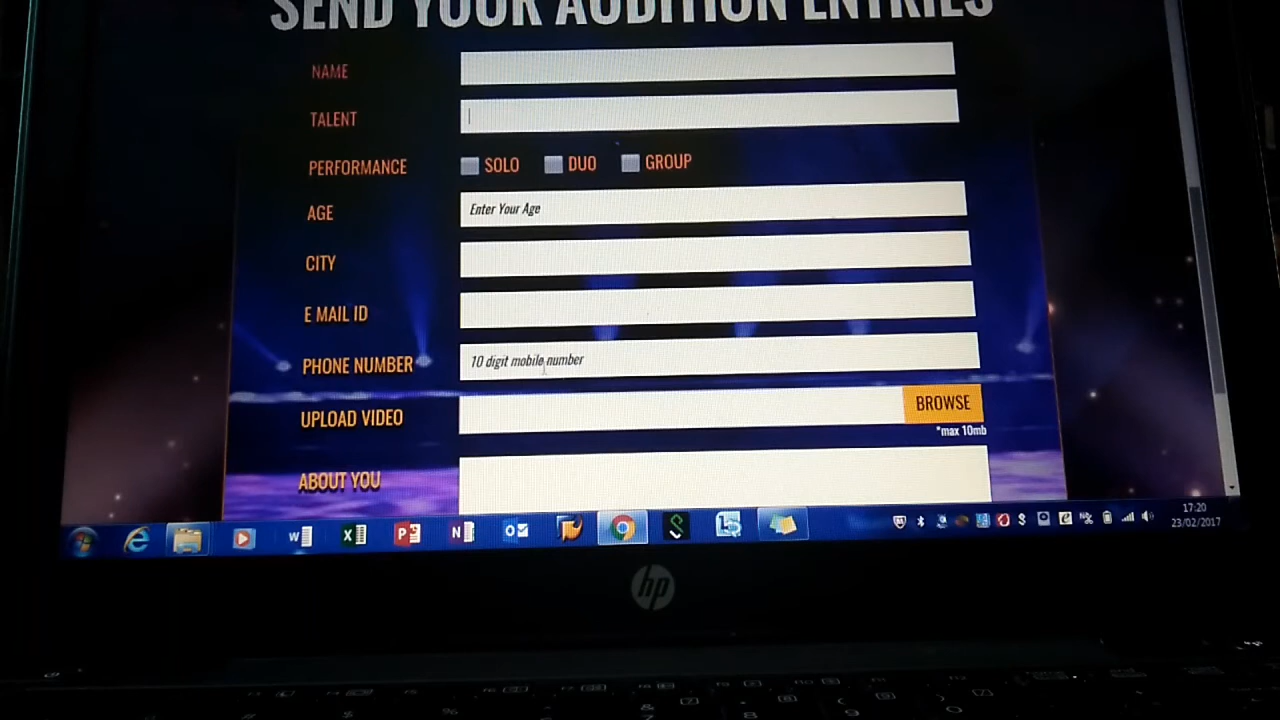 SEND YOUR AUDITION ENTRIES
NAME
TALENT
PERFORMANCE SOLO DUO GROUP
AGE Enter Your Age
CITY
E MAIL ID
PHONE NUMBER 10 digit mobile number
UPLOAD VIDEO BROWSE
*max 10mb
ABOUT YOU
17:20
23/02/2017
hp